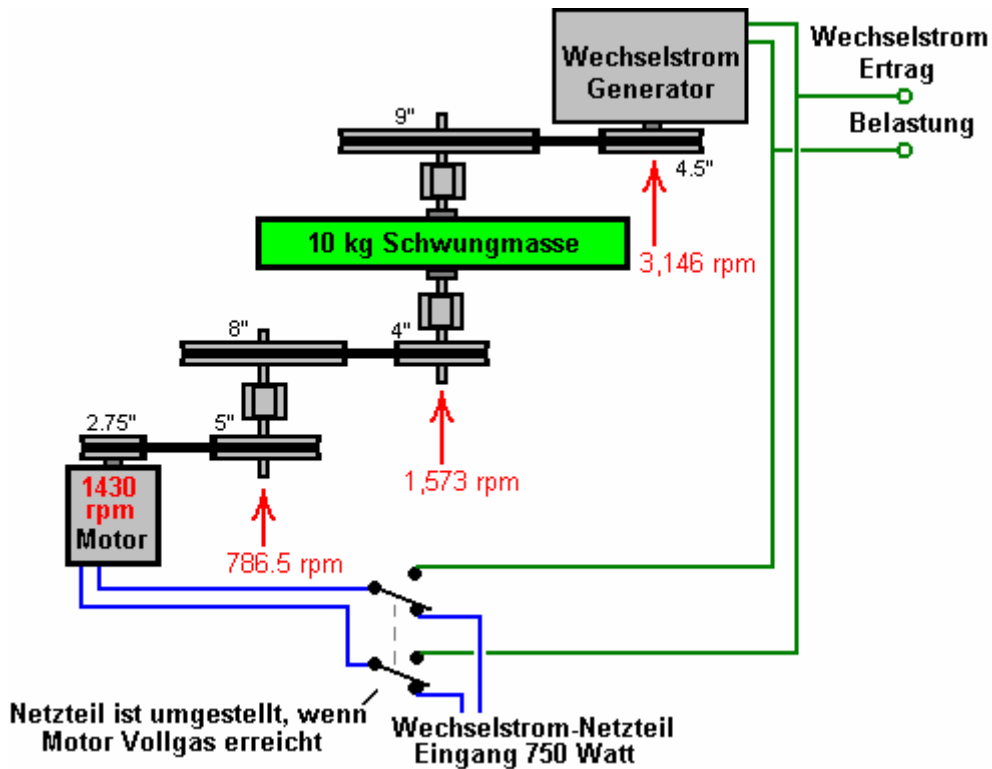 Wechselstrom
Generator
Wechselstrom
Ertrag
Belastung
9"
4.5"
10 kg Schwungmasse
3,146 rpm
8"
4"
2.75"
5"
1,573 rpm
1430
rpm
Motor
786.5 rpm
Netzteil ist umgestellt, wenn
Motor Vollgas erreicht
Wechselstrom-Netzteil
Eingang 750 Watt